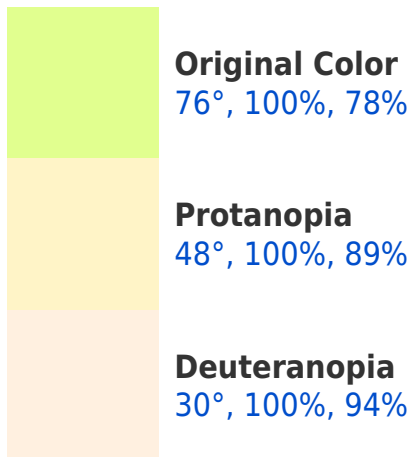 Original Color
76°, 100%, 78%
Protanopia
48°, 100%, 89%
Deuteranopia
30°, 100%, 94%